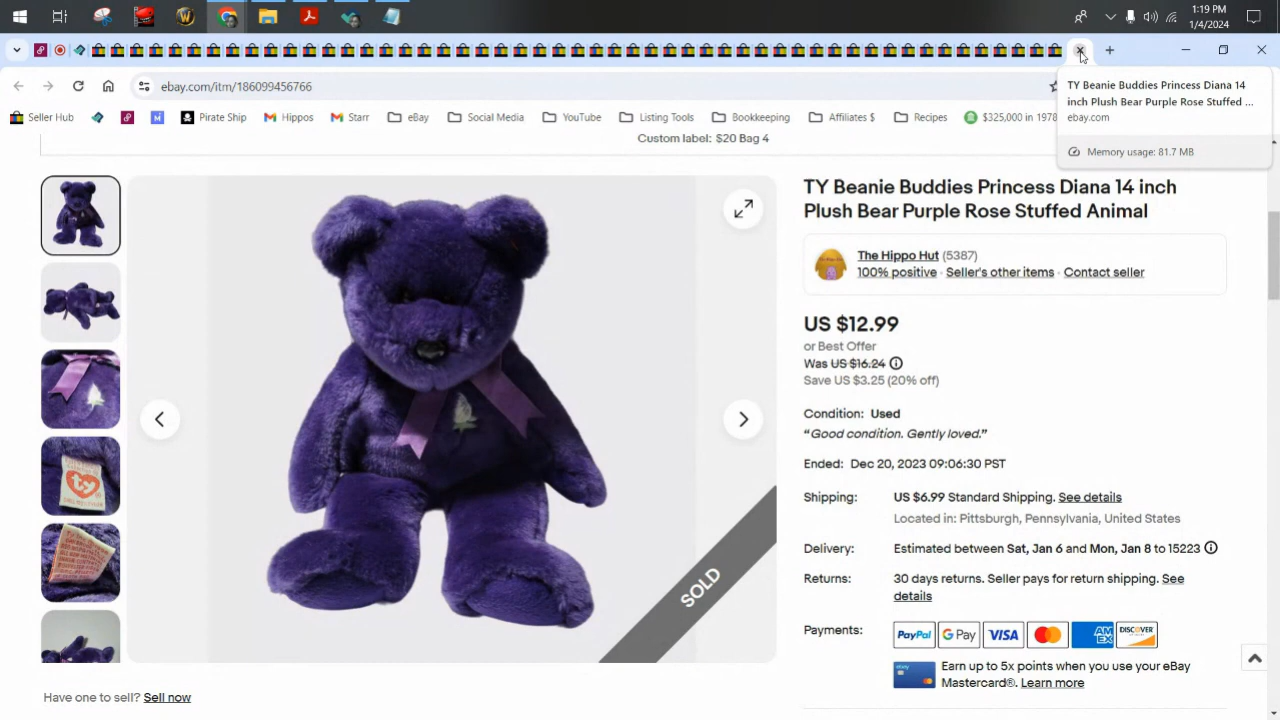 1:19 PM
1/4/2024
ebay.com/itm/186099456766
TY Beanie Buddies Princess Diana 14
inch Plush Bear Purple Rose Stuffed ...
ebay.com
Memory usage: 81.7 MB
Seller Hub
Pirate Ship
Hippos
Starr
eBay
Social Media
YouTube
Listing Tools
Bookkeeping
Affiliates $
Recipes
$325,000 in 1978
Custom label: $20 Bag 4
TY Beanie Buddies Princess Diana 14 inch
Plush Bear Purple Rose Stuffed Animal
The Hippo Hut (5387)
100% positive · Seller's other items · Contact seller
US $12.99
or Best Offer
Was US $16.24
Save US $3.25 (20% off)
Condition: Used
“Good condition. Gently loved.”
Ended: Dec 20, 2023 09:06:30 PST
Shipping: US $6.99 Standard Shipping. See details
Located in: Pittsburgh, Pennsylvania, United States
Delivery: Estimated between Sat, Jan 6 and Mon, Jan 8 to 15223
Returns: 30 days returns. Seller pays for return shipping. See
details
Payments: PayPal G Pay VISA AM EX DISCOVER
Earn up to 5x points when you use your eBay
Mastercard®. Learn more
SOLD
ty
Have one to sell? Sell now